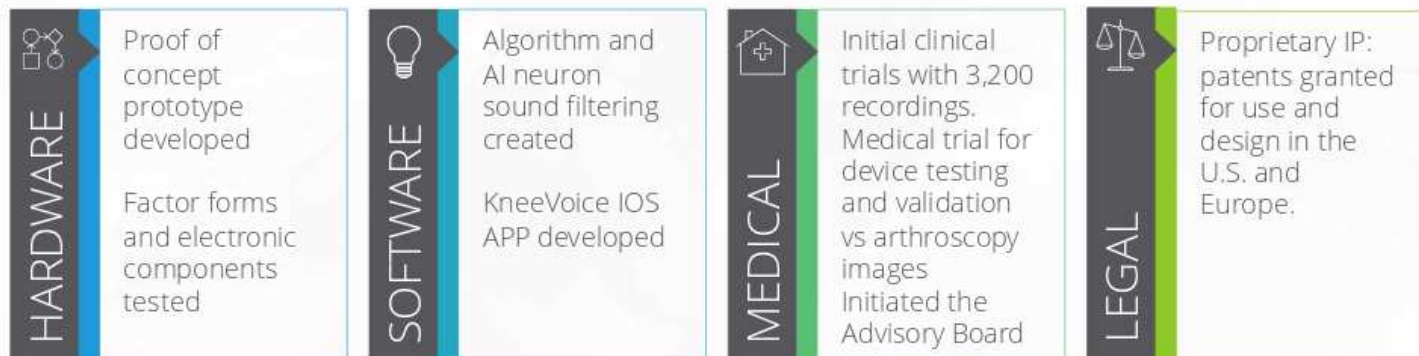 HARDWARE
Proof of
concept
prototype
developed
Factor forms
and electronic
components
tested
SOFTWARE
Algorithm and
AI neuron
sound filtering
created
KneeVoice IOS
APP developed
MEDICAL
Initial clinical
trials with 3,200
recordings.
Medical trial for
device testing
and validation
vs arthroscopy
images
Initiated the
Advisory Board
LEGAL
Proprietary IP:
patents granted
for use and
design in the
U.S. and
Europe.